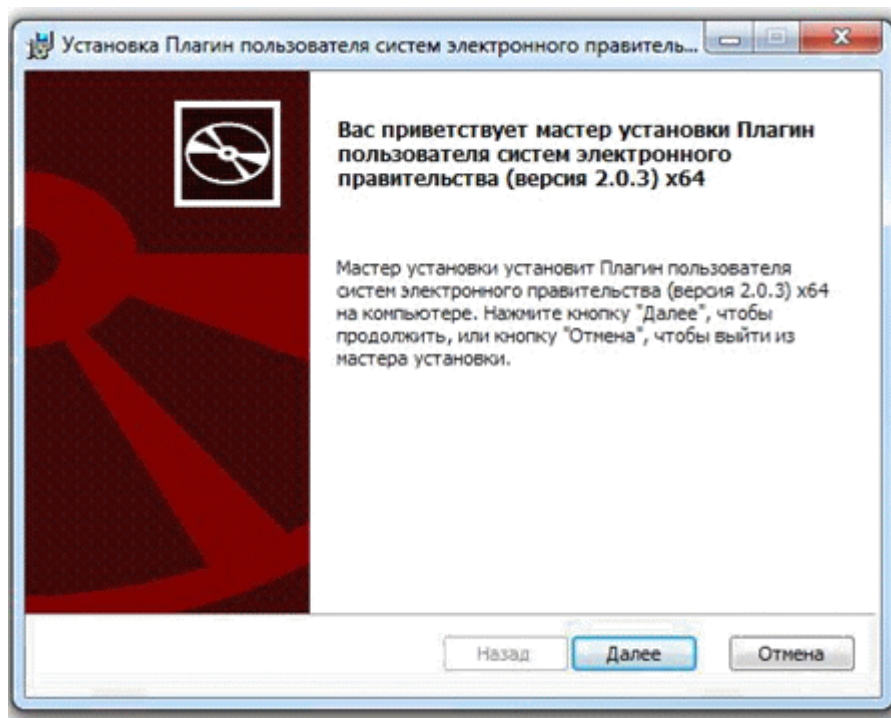 Установка Плагин пользователя систем электронного правитель...
Вас приветствует мастер установки Плагин
пользователя систем электронного
правительства (версия 2.0.3) x64
Мастер установки установит Плагин пользователя
систем электронного правительства (версия 2.0.3) x64
на компьютере. Нажмите кнопку "Далее", чтобы
продолжить, или кнопку "Отмена", чтобы выйти из
мастера установки.
Назад
Далее
Отмена